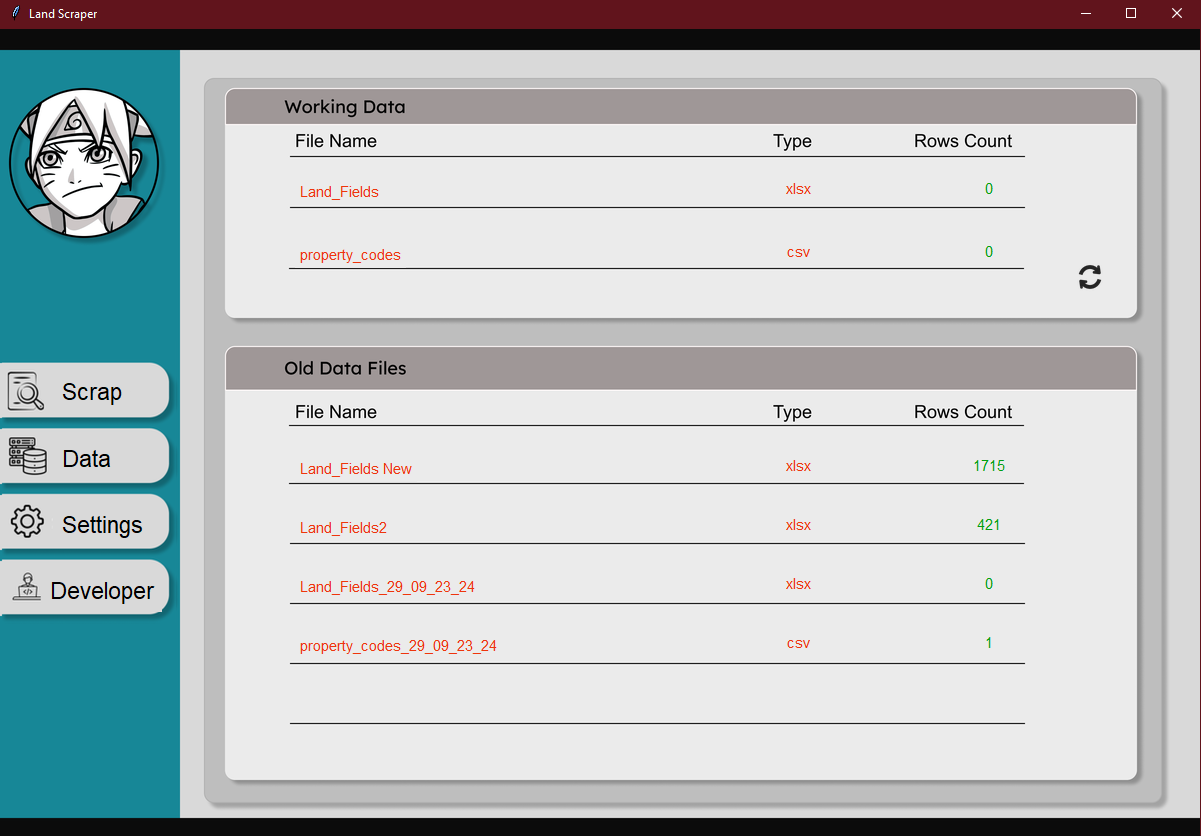 Land Scraper
Working Data
File Name Type Rows Count
Land_Fields xlsx 0
property_codes csv 0
Scrap
Data
Settings
Developer
Old Data Files
File Name Type Rows Count
Land_Fields New xlsx 1715
Land_Fields2 xlsx 421
Land_Fields_29_09_23_24 xlsx 0
property_codes_29_09_23_24 csv 1